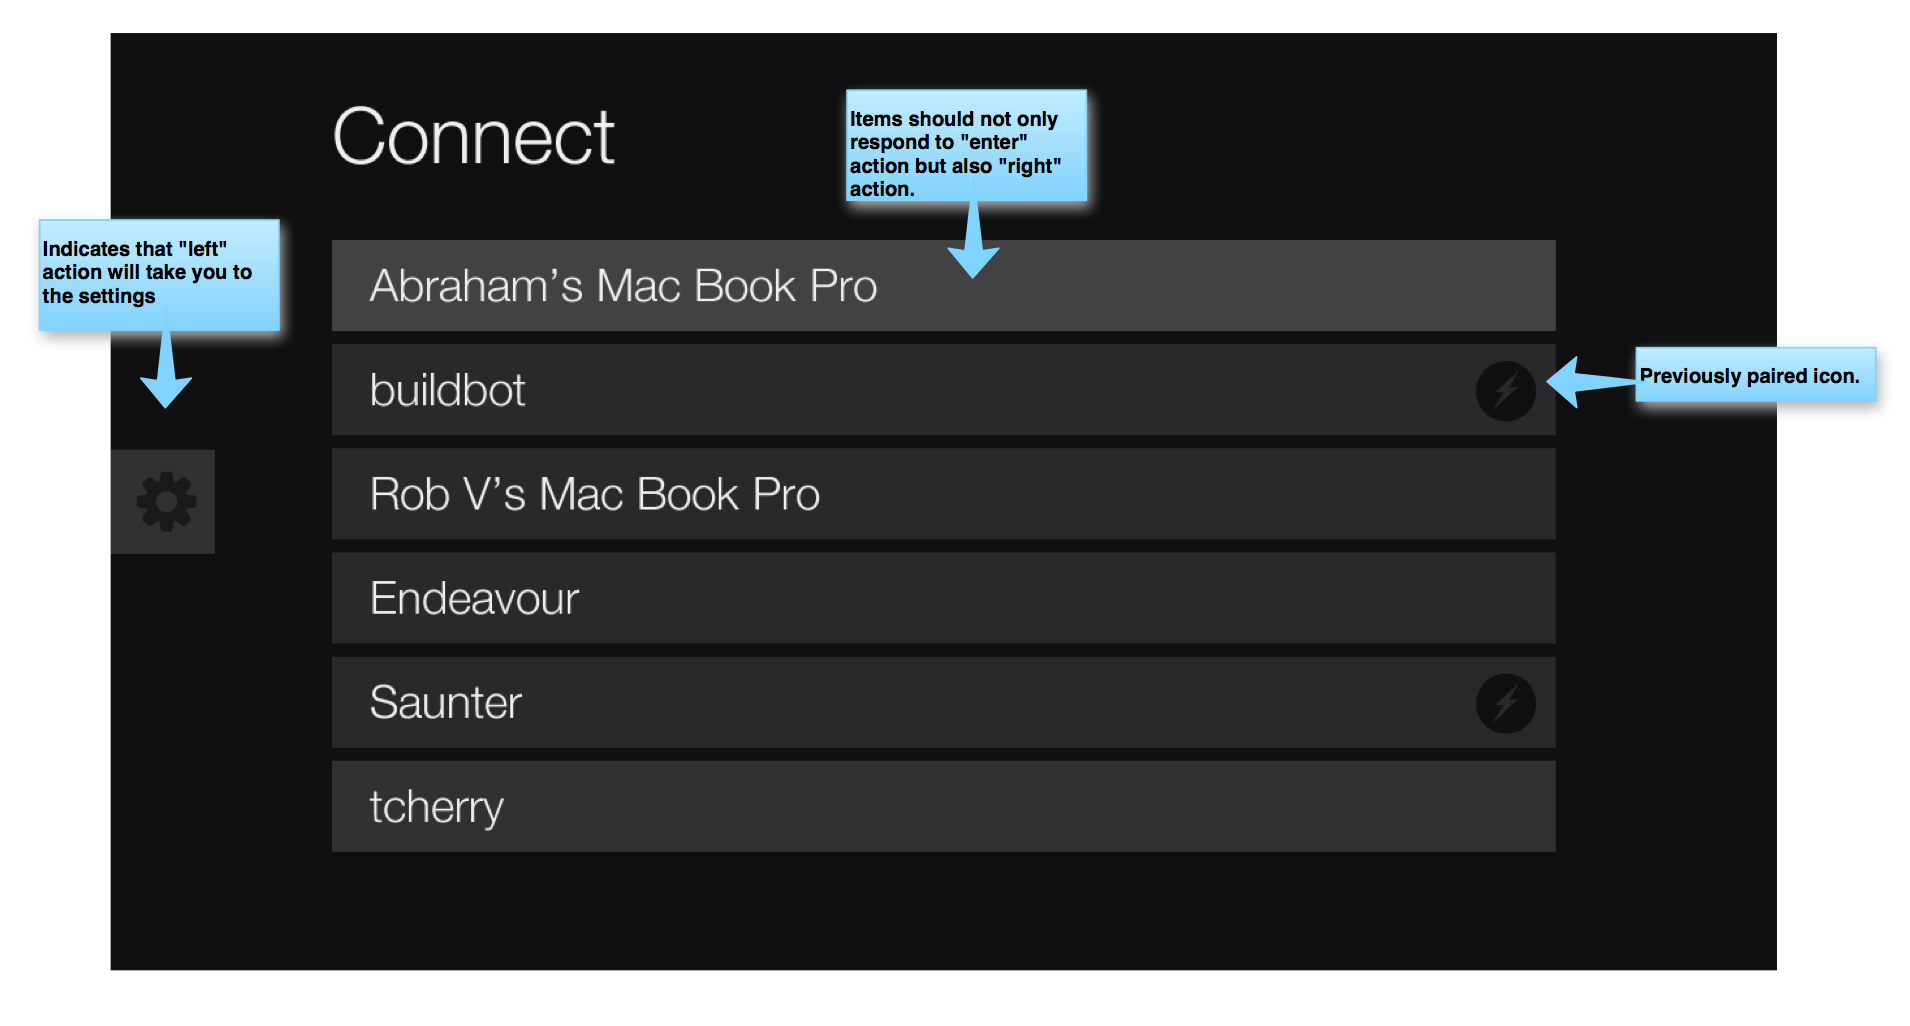 Connect
Items should not only
respond to "enter"
action but also "right"
action.
Indicates that "left"
action will take you to
the settings
Abraham’s Mac Book Pro
buildbot
Previously paired icon.
Rob V’s Mac Book Pro
Endeavour
Saunter
tcherry